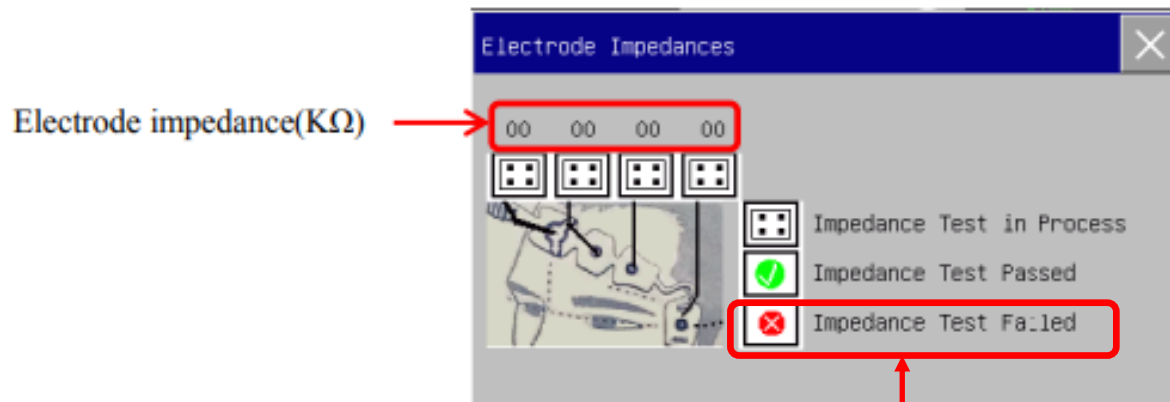 Electrode Impedances
Electrode impedance(KΩ)
00 00 00 00
Impedance Test in Process
Impedance Test Passed
Impedance Test Failed